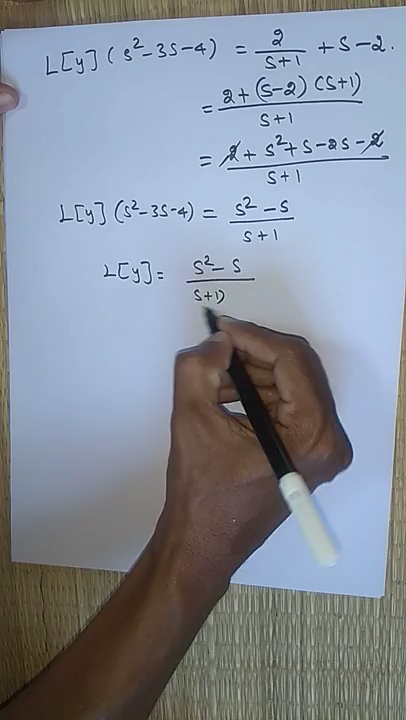 L[y] (s²-3s-4) = 2/(s+1) + s-2.
= (2+(s-2)(s+1))/(s+1)
= (2+s²+s-2s-2)/(s+1)
L[y] (s²-3s-4) = (s²-s)/(s+1)
L[y] = (s²-s)/(s+1)